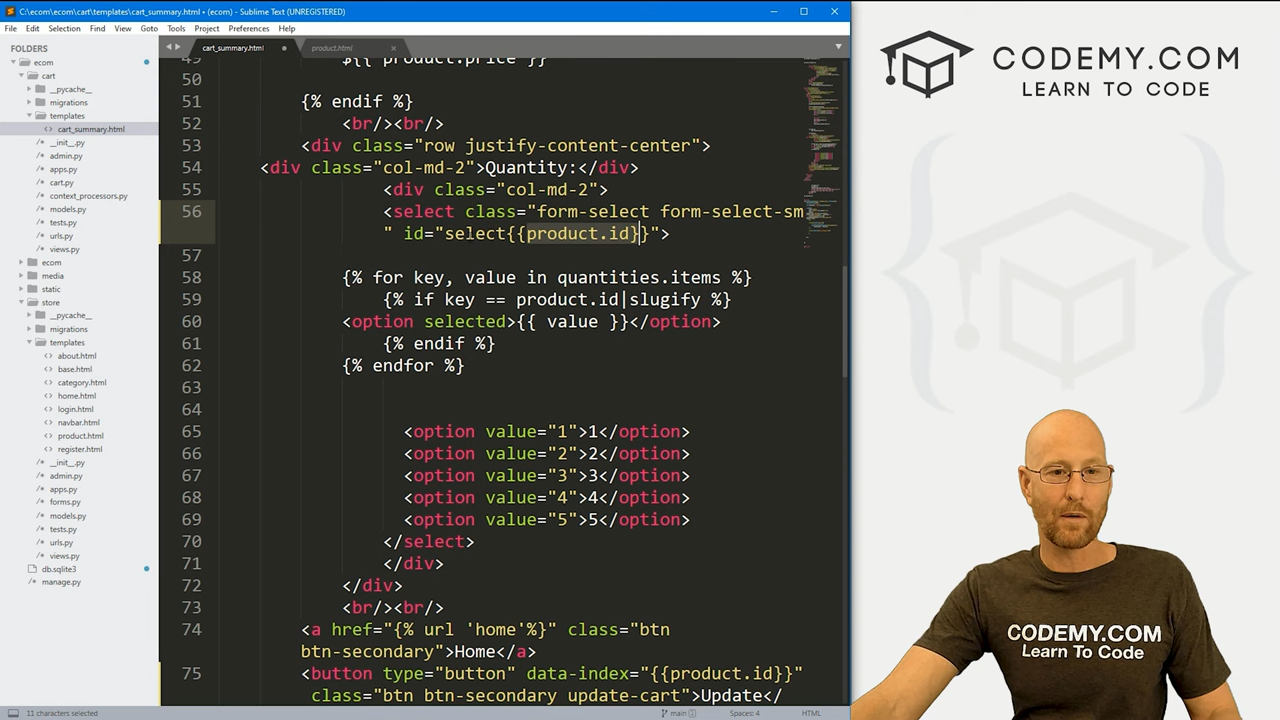 C:\ecom\ecom\cart\templates\cart_summary.html • (ecom) - Sublime Text (UNREGISTERED)
File Edit Selection Find View Goto Tools Project Preferences Help
FOLDERS
ecom
cart
__pycache__
migrations
templates
cart_summary.html
__init__.py
admin.py
apps.py
cart.py
context_processors.py
models.py
tests.py
urls.py
views.py
ecom
media
static
store
__pycache__
migrations
templates
about.html
base.html
category.html
home.html
login.html
navbar.html
product.html
register.html
__init__.py
admin.py
apps.py
forms.py
models.py
tests.py
urls.py
views.py
db.sqlite3
manage.py
cart_summary.html product.html
49 ${{ product.price }}
50
51 {% endif %}
52 <br/><br/>
53 <div class="row justify-content-center">
54 <div class="col-md-2">Quantity:</div>
55 <div class="col-md-2">
56 <select class="form-select form-select-sm
" id="select{{product.id}}">
57
58 {% for key, value in quantities.items %}
59 {% if key == product.id|slugify %}
60 <option selected>{{ value }}</option>
61 {% endif %}
62 {% endfor %}
63
64
65 <option value="1">1</option>
66 <option value="2">2</option>
67 <option value="3">3</option>
68 <option value="4">4</option>
69 <option value="5">5</option>
70 </select>
71 </div>
72 </div>
73 <br/><br/>
74 <a href="{% url 'home'%}" class="btn
btn-secondary">Home</a>
75 <button type="button" data-index="{{product.id}}"
class="btn btn-secondary update-cart">Update</
11 characters selected main Spaces: 4 HTML
CODEMY.COM
LEARN TO CODE
CODEMY.COM
Learn To Code